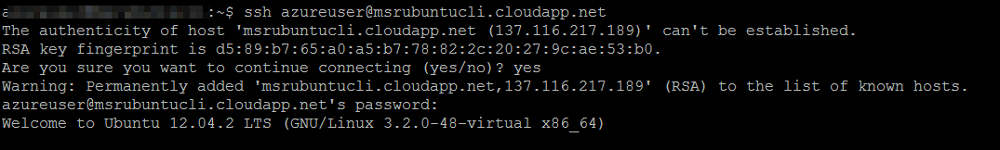 a :~$ ssh azureuser@msrubuntucli.cloudapp.net
The authenticity of host 'msrubuntucli.cloudapp.net (137.116.217.189)' can't be established.
RSA key fingerprint is d5:89:b7:65:a0:a5:b7:78:82:2c:20:27:9c:ae:53:b0.
Are you sure you want to continue connecting (yes/no)? yes
Warning: Permanently added 'msrubuntucli.cloudapp.net,137.116.217.189' (RSA) to the list of known hosts.
azureuser@msrubuntucli.cloudapp.net's password:
Welcome to Ubuntu 12.04.2 LTS (GNU/Linux 3.2.0-48-virtual x86_64)